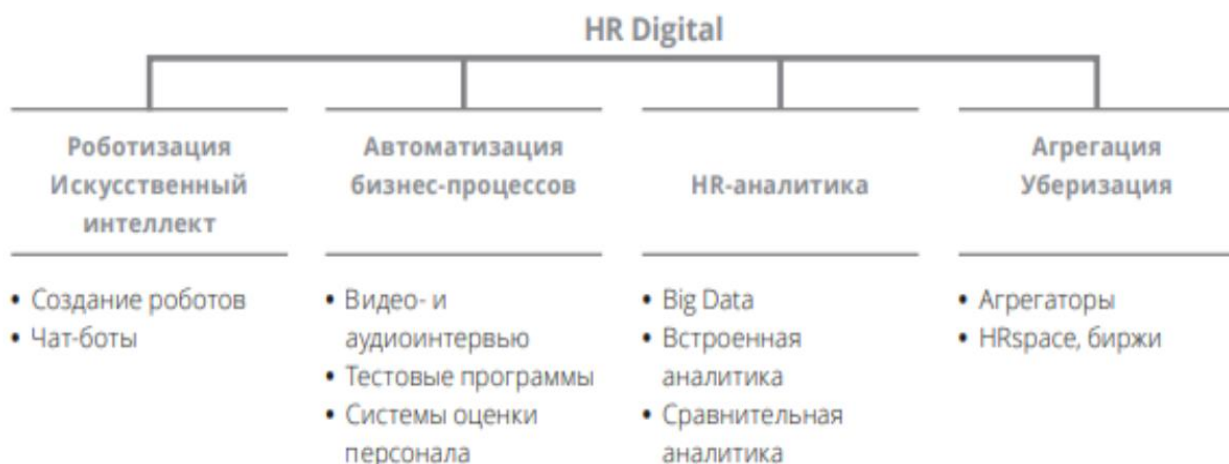 HR Digital
Роботизация
Искусственный
интеллект
Автоматизация
бизнес-процессов
HR-аналитика
Агрегация
Уберизация
• Создание роботов
• Чат-боты
• Видео- и
аудиоинтервью
• Тестовые программы
• Системы оценки
персонала
• Big Data
• Встроенная
аналитика
• Сравнительная
аналитика
• Агрегаторы
• HRspace, биржи